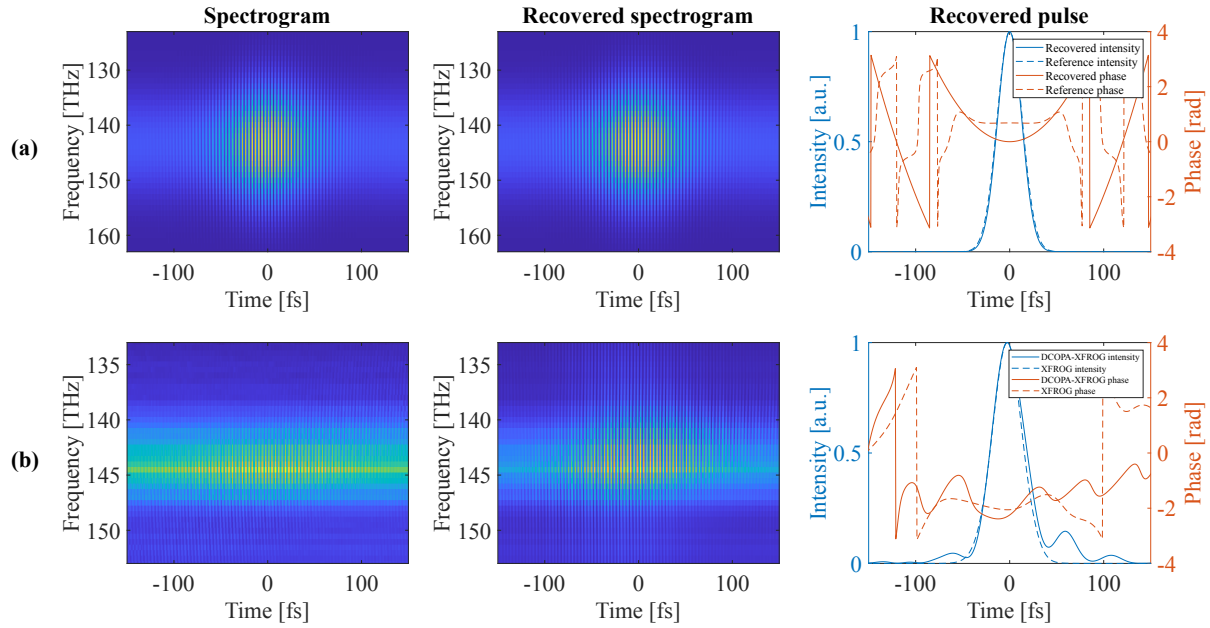 Spectrogram
Recovered spectrogram
Recovered pulse
(a)
Frequency [THz]
130
140
150
160
-100
0
100
Time [fs]
Frequency [THz]
130
140
150
160
-100
0
100
Time [fs]
Intensity [a.u.]
1
0.5
0
Recovered intensity
Reference intensity
Recovered phase
Reference phase
4
2
0
-2
-4
Phase [rad]
-100
0
100
Time [fs]
(b)
Frequency [THz]
135
140
145
150
-100
0
100
Time [fs]
Frequency [THz]
135
140
145
150
-100
0
100
Time [fs]
Intensity [a.u.]
1
0.5
0
DCOPA-XFROG intensity
XFROG intensity
DCOPA-XFROG phase
XFROG phase
4
2
0
-2
-4
Phase [rad]
-100
0
100
Time [fs]